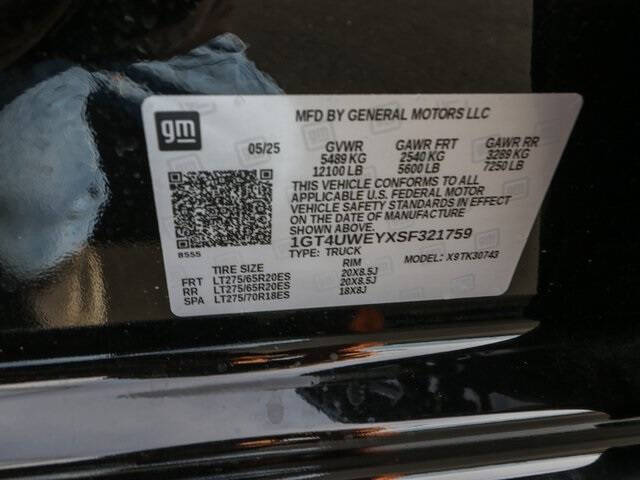 MFD BY GENERAL MOTORS LLC
gm
05/25 GVWR GAWR FRT GAWR RR
5489 KG 2540 KG 3289 KG
12100 LB 5600 LB 7250 LB
THIS VEHICLE CONFORMS TO ALL
APPLICABLE U.S. FEDERAL MOTOR
VEHICLE SAFETY STANDARDS IN EFFECT
ON THE DATE OF MANUFACTURE
SHOWN ABOVE.
1GT4UWEYXSF321759
8555 TYPE: TRUCK MODEL: X9TK30743
TIRE SIZE RIM
FRT LT275/65R20ES 20X8.5J
RR LT275/65R20ES 20X8.5J
SPA LT275/70R18ES 18X8J